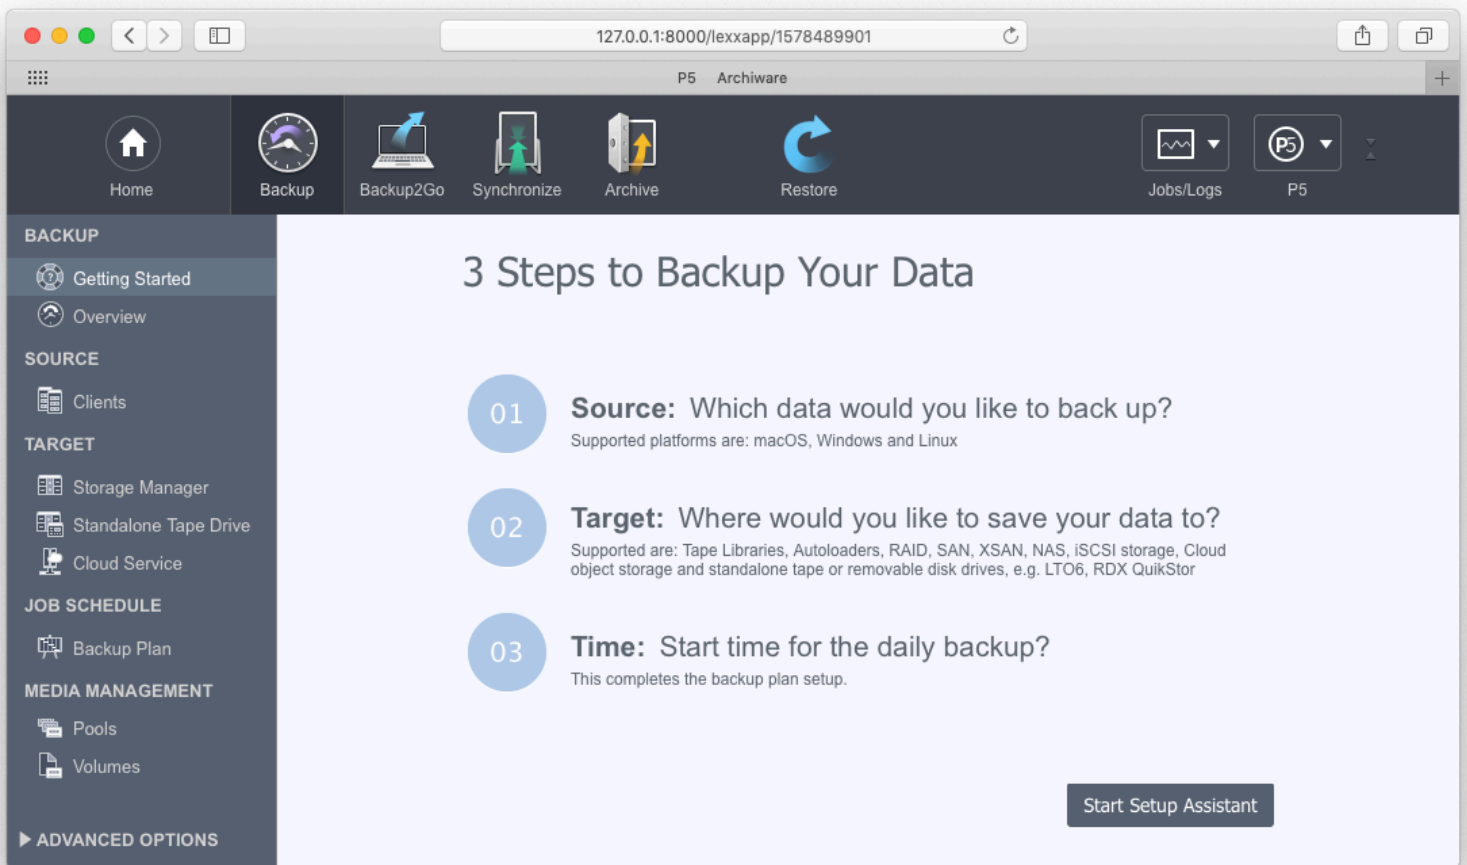 127.0.0.1:8000/lexxapp/1578489901
P5 Archiware
Home
Backup
Backup2Go
Synchronize
Archive
Restore
Jobs/Logs
P5
P5
BACKUP
Getting Started
Overview
SOURCE
Clients
TARGET
Storage Manager
Standalone Tape Drive
Cloud Service
JOB SCHEDULE
Backup Plan
MEDIA MANAGEMENT
Pools
Volumes
ADVANCED OPTIONS
3 Steps to Backup Your Data
01
Source: Which data would you like to back up?
Supported platforms are: macOS, Windows and Linux
02
Target: Where would you like to save your data to?
Supported are: Tape Libraries, Autoloaders, RAID, SAN, XSAN, NAS, iSCSI storage, Cloud
object storage and standalone tape or removable disk drives, e.g. LTO6, RDX QuikStor
03
Time: Start time for the daily backup?
This completes the backup plan setup.
Start Setup Assistant